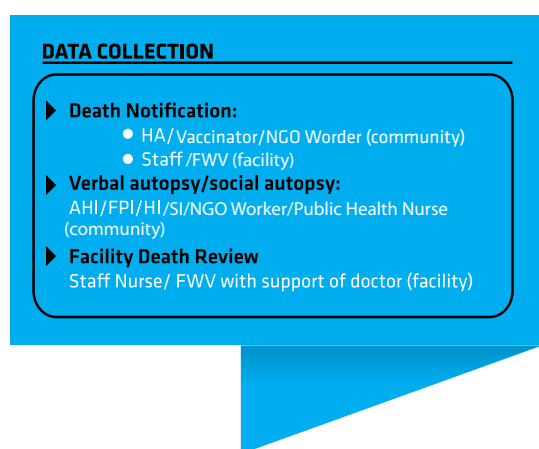 DATA COLLECTION
Death Notification:
HA/Vaccinator/NGO Worder (community)
Staff /FWV (facility)
Verbal autopsy/social autopsy:
AHI/FPI/HI/SI/NGO Worker/Public Health Nurse
(community)
Facility Death Review
Staff Nurse/ FWV with support of doctor (facility)